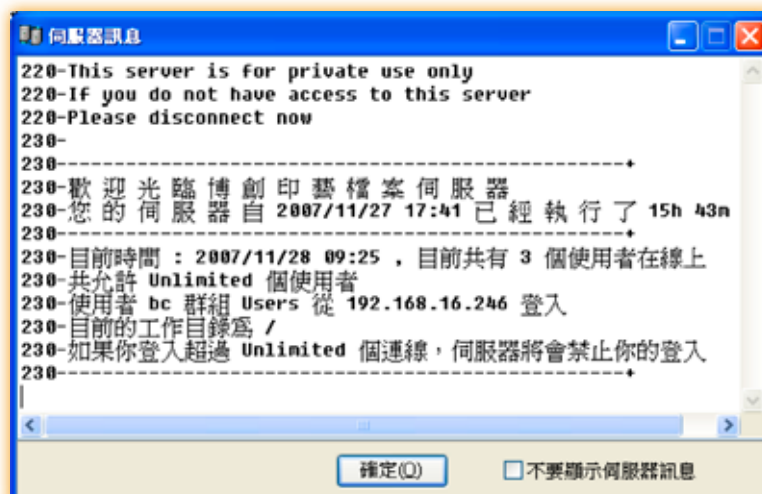 伺服器訊息
220-This server is for private use only
220-If you do not have access to this server
220-Please disconnect now
230-
230--------------------------------------------------+
230-歡 迎 光 臨 博 創 印 藝 檔 案 伺 服 器
230-您 的 伺 服 器 自 2007/11/27 17:41 已 經 執 行 了 15h 43m
230--------------------------------------------------+
230-目前時間 : 2007/11/28 09:25 , 目前共有 3 個使用者在線上
230-共允許 Unlimited 個使用者
230-使用者 bc 群組 Users 從 192.168.16.246 登入
230-目前的工作目錄為 /
230-如果你登入超過 Unlimited 個連線，伺服器將會禁止你的登入
230--------------------------------------------------+
確定(O)
不要顯示伺服器訊息